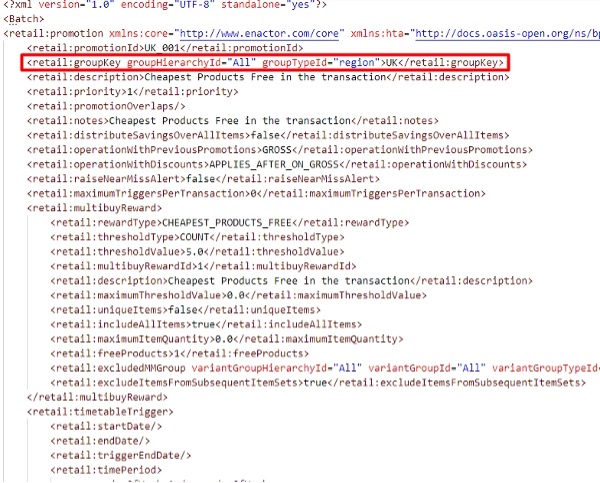 <?xml version="1.0" encoding="UTF-8" standalone="yes"?>
<Batch>
<retail:promotion xmlns:core="http://www.enactor.com/core" xmlns:hta="http://docs.oasis-open.org/ns/bp
<retail:promotionId>UK_001</retail:promotionId>
<retail:groupKey groupHierarchyId="All" groupTypeId="region">UK</retail:groupKey>
<retail:description>Cheapest Products Free in the transaction</retail:description>
<retail:priority>1</retail:priority>
<promotionOverlaps/>
<retail:notes>Cheapest Products Free in the transaction</retail:notes>
<retail:distributeSavingsOverAllItems>false</retail:distributeSavingsOverAllItems>
<retail:operationWithPreviousPromotions>GROSS</retail:operationWithPreviousPromotions>
<retail:operationWithDiscounts>APPLIES_AFTER_ON_GROSS</retail:operationWithDiscounts>
<retail:raiseNearMissAlert>false</retail:raiseNearMissAlert>
<retail:maximumTriggersPerTransaction>0</retail:maximumTriggersPerTransaction>
<retail:multibuyReward>
<retail:rewardType>CHEAPEST_PRODUCTS_FREE</retail:rewardType>
<retail:thresholdType>COUNT</retail:thresholdType>
<retail:thresholdValue>5.0</retail:thresholdValue>
<retail:multibuyRewardId>1</retail:multibuyRewardId>
<retail:description>Cheapest Products Free in the transaction</retail:description>
<retail:maximumThresholdValue>0.0</retail:maximumThresholdValue>
<retail:uniqueItems>false</retail:uniqueItems>
<retail:includeAllItems>true</retail:includeAllItems>
<retail:maximumItemQuantity>0.0</retail:maximumItemQuantity>
<retail:freeProducts>1</retail:freeProducts>
<retail:excludedMMGroup variantGroupHierarchyId="All" variantGroupId="All" variantGroupTypeId
<retail:excludeItemsFromSubsequentItemSets>true</retail:excludeItemsFromSubsequentItemSets>
</retail:multibuyReward>
<retail:timetableTrigger>
<retail:startDate/>
<retail:endDate/>
<retail:triggerEndDate/>
<retail:timePeriod>